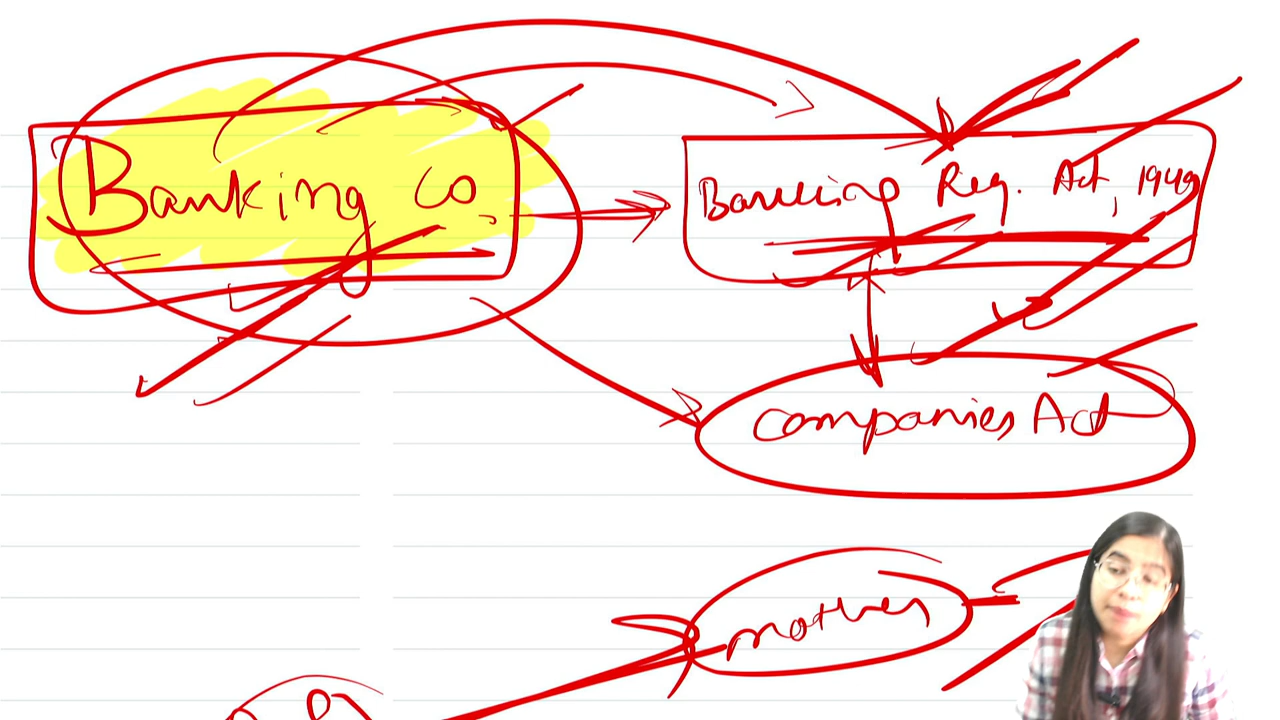 Banking Co.
Banking Reg. Act, 1949
Companies Act
mother